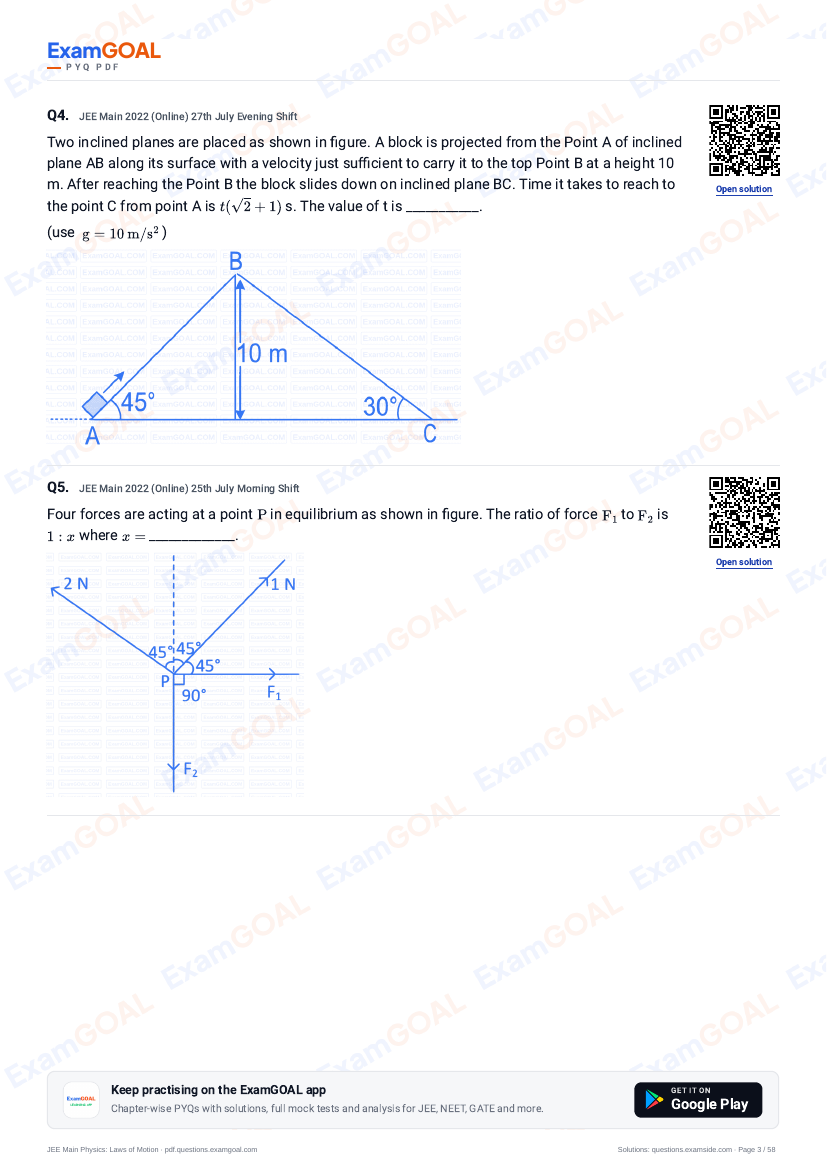 ExamGOAL
PYQ PDF
Q4. JEE Main 2022 (Online) 27th July Evening Shift
Two inclined planes are placed as shown in figure. A block is projected from the Point A of inclined
plane AB along its surface with a velocity just sufficient to carry it to the top Point B at a height 10
m. After reaching the Point B the block slides down on inclined plane BC. Time it takes to reach to
the point C from point A is t(√2 + 1) s. The value of t is ___________.
(use g = 10 m/s²)
Open solution
B
10 m
45°
30°
A
C
Q5. JEE Main 2022 (Online) 25th July Morning Shift
Four forces are acting at a point P in equilibrium as shown in figure. The ratio of force F₁ to F₂ is
1 : x where x = _____________.
Open solution
2 N
1 N
45°
45°
45°
P
90°
F₁
F₂
Keep practising on the ExamGOAL app
Chapter-wise PYQs with solutions, full mock tests and analysis for JEE, NEET, GATE and more.
GET IT ON
Google Play
JEE Main Physics: Laws of Motion · pdf.questions.examgoal.com
Solutions: questions.examside.com · Page 3 / 58